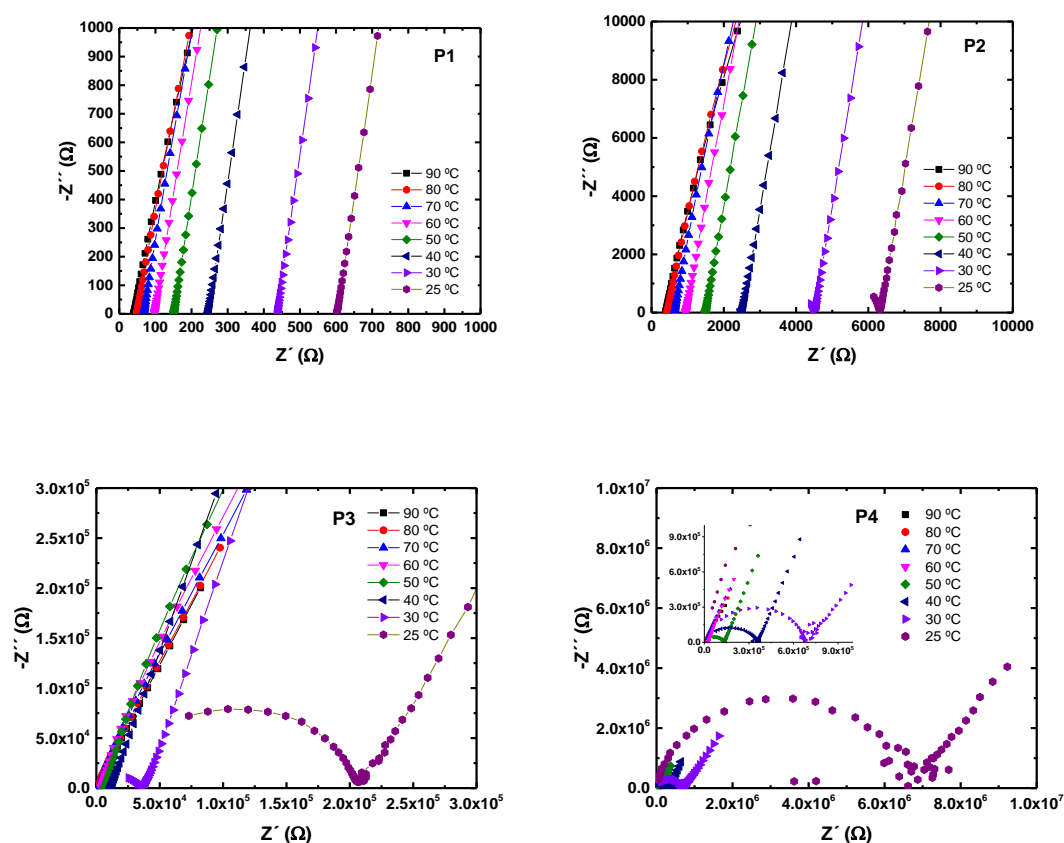 P1
-Z´´ (Ω)
1000
900
800
700
600
500
400
300
200
100
0
0 100 200 300 400 500 600 700 800 900 1000
Z´ (Ω)
90 ºC
80 ºC
70 ºC
60 ºC
50 ºC
40 ºC
30 ºC
25 ºC
P2
-Z´´ (Ω)
10000
8000
6000
4000
2000
0
0 2000 4000 6000 8000 10000
Z´ (Ω)
90 ºC
80 ºC
70 ºC
60 ºC
50 ºC
40 ºC
30 ºC
25 ºC
P3
-Z´´ (Ω)
3.0x10⁵
2.5x10⁵
2.0x10⁵
1.5x10⁵
1.0x10⁵
5.0x10⁴
0.0
0.0 5.0x10⁴ 1.0x10⁵ 1.5x10⁵ 2.0x10⁵ 2.5x10⁵ 3.0x10⁵
Z´ (Ω)
90 ºC
80 ºC
70 ºC
60 ºC
50 ºC
40 ºC
30 ºC
25 ºC
P4
-Z´´ (Ω)
1.0x10⁷
8.0x10⁶
6.0x10⁶
4.0x10⁶
2.0x10⁶
0.0
0.0 2.0x10⁶ 4.0x10⁶ 6.0x10⁶ 8.0x10⁶ 1.0x10⁷
Z´ (Ω)
9.0x10⁵
6.0x10⁵
3.0x10⁵
0.0
0.0 3.0x10⁵ 6.0x10⁵ 9.0x10⁵
90 ºC
80 ºC
70 ºC
60 ºC
50 ºC
40 ºC
30 ºC
25 ºC